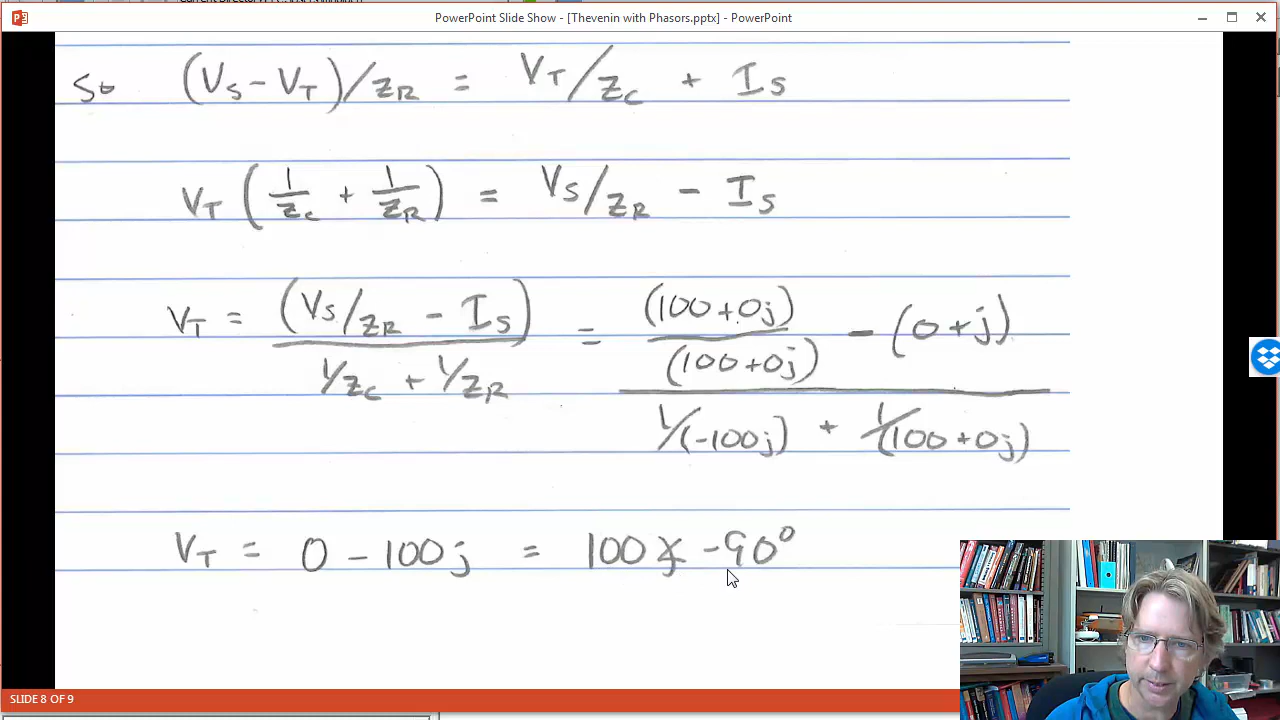 PowerPoint Slide Show - [Thevenin with Phasors.pptx] - PowerPoint
So (VS - VT)/ZR = VT/ZC + IS
VT (1/ZC + 1/ZR) = VS/ZR - IS
VT = (VS/ZR - IS) / (1/ZC + 1/ZR) = ((100+0j)/(100+0j) - (0+j)) / (1/(-100j) + 1/(100+0j))
VT = 0 - 100j = 100 ∡ -90°
SLIDE 8 OF 9